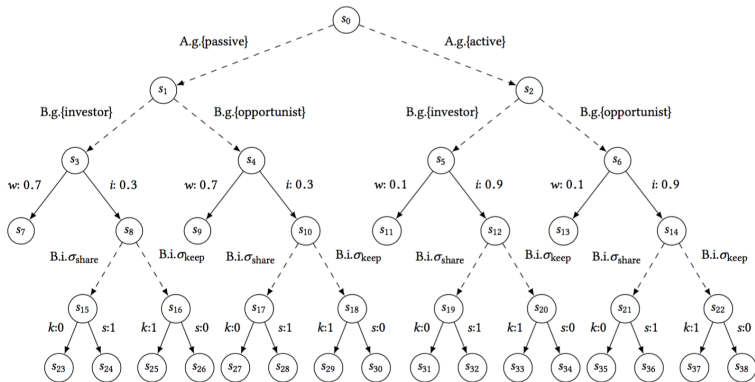 s0
A.g.{passive} A.g.{active}
s1 s2
B.g.{investor} B.g.{opportunist} B.g.{investor} B.g.{opportunist}
s3 s4 s5 s6
w: 0.7 i: 0.3 w: 0.7 i: 0.3 w: 0.1 i: 0.9 w: 0.1 i: 0.9
s7 s8 s9 s10 s11 s12 s13 s14
B.i.σshare B.i.σkeep B.i.σshare B.i.σkeep B.i.σshare B.i.σkeep B.i.σshare B.i.σkeep
s15 s16 s17 s18 s19 s20 s21 s22
k:0 s:1 k:1 s:0 k:0 s:1 k:1 s:0 k:0 s:1 k:1 s:0 k:0 s:1 k:1 s:0
s23 s24 s25 s26 s27 s28 s29 s30 s31 s32 s33 s34 s35 s36 s37 s38